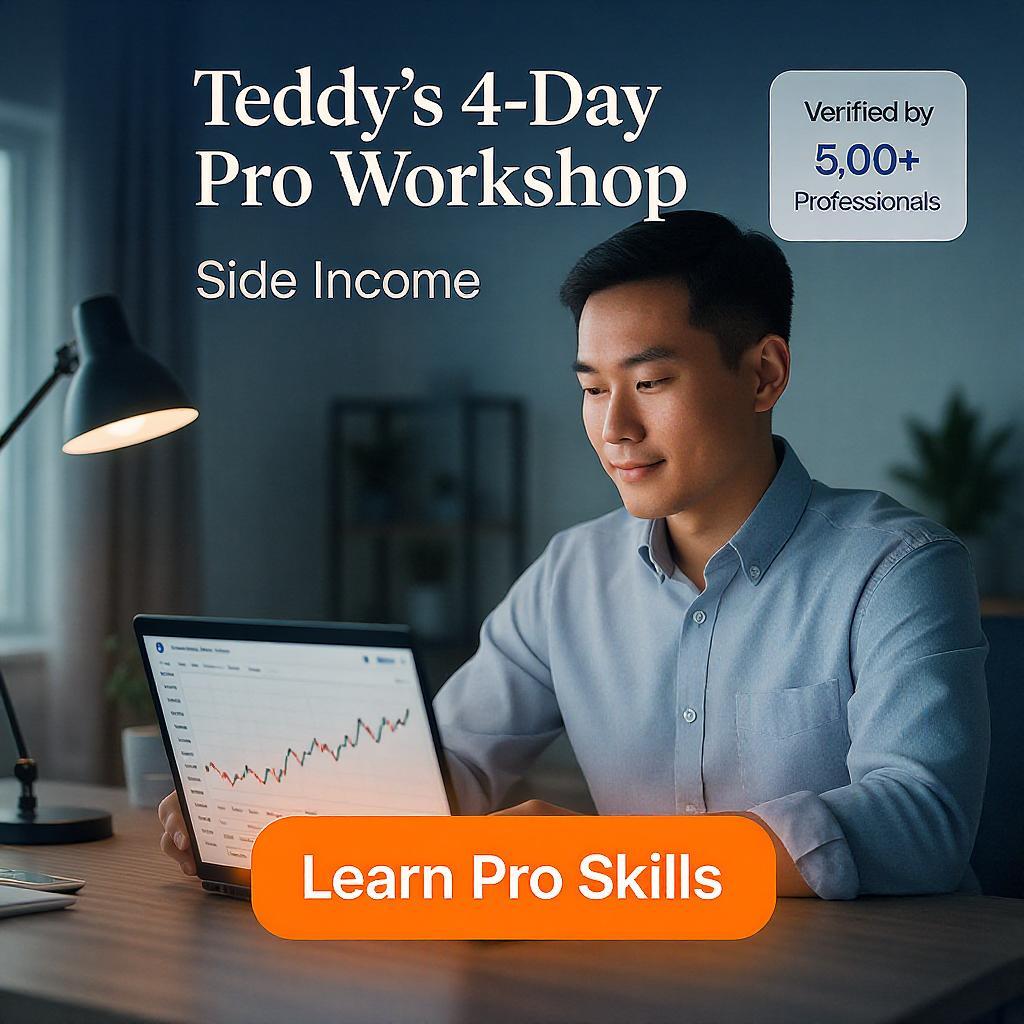 Teddy’s 4-Day
Pro Workshop
Side Income
Verified by
5,00+
Professionals
Learn Pro Skills